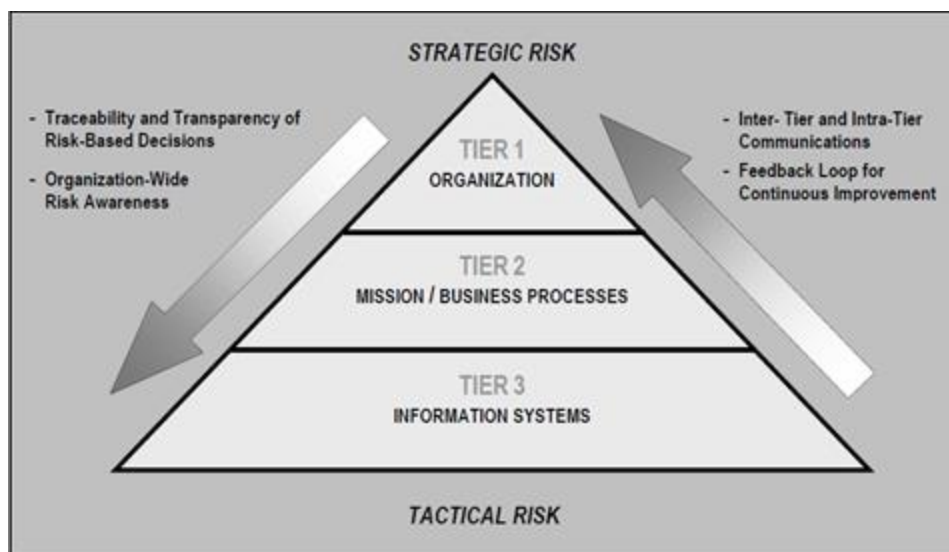 STRATEGIC RISK
- Traceability and Transparency of
Risk-Based Decisions
- Organization-Wide
Risk Awareness
- Inter- Tier and Intra-Tier
Communications
- Feedback Loop for
Continuous Improvement
TIER 1
ORGANIZATION
TIER 2
MISSION / BUSINESS PROCESSES
TIER 3
INFORMATION SYSTEMS
TACTICAL RISK